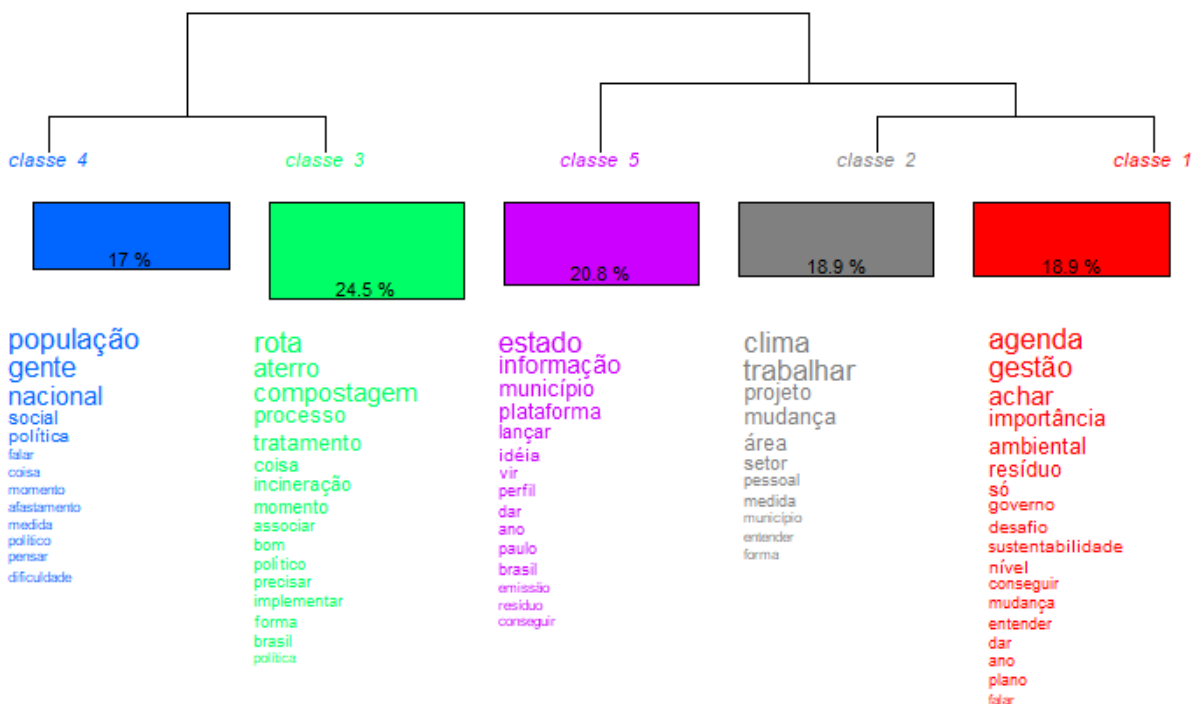 classe 4
classe 3
classe 5
classe 2
classe 1
17 %
24.5 %
20.8 %
18.9 %
18.9 %
população
gente
nacional
social
política
falar
coisa
momento
afastamento
medida
político
pensar
dificuldade
rota
aterro
compostagem
processo
tratamento
coisa
incineração
momento
associar
bom
político
precisar
implementar
forma
brasil
política
estado
informação
município
plataforma
lançar
idéia
vir
perfil
dar
ano
paulo
brasil
emissão
resíduo
conseguir
clima
trabalhar
projeto
mudança
área
setor
pessoal
medida
município
entender
forma
agenda
gestão
achar
importância
ambiental
resíduo
só
governo
desafio
sustentabilidade
nível
conseguir
mudança
entender
dar
ano
plano
falar